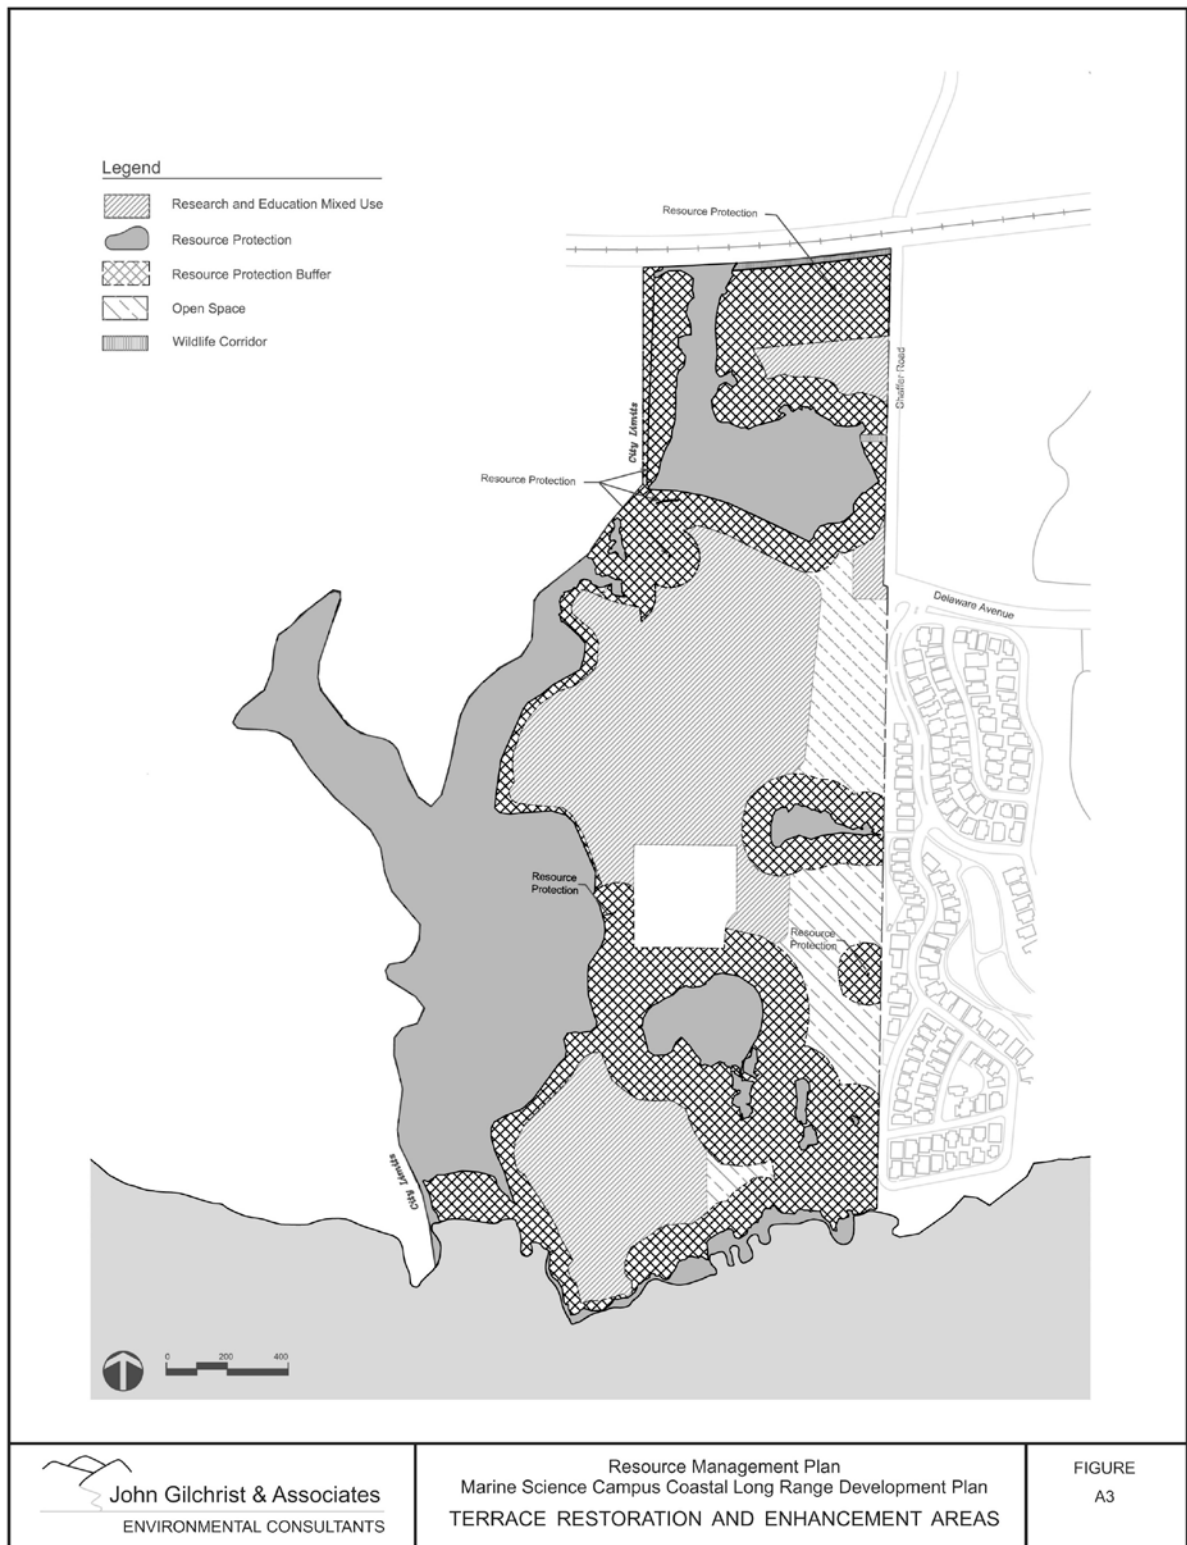 Legend
Research and Education Mixed Use
Resource Protection
Resource Protection Buffer
Open Space
Wildlife Corridor
Resource Protection
Shaffer Road
City Limits
Resource Protection
Delaware Avenue
Resource
Protection
Resource
Protection
City Limits
0 200 400
John Gilchrist & Associates
ENVIRONMENTAL CONSULTANTS
Resource Management Plan
Marine Science Campus Coastal Long Range Development Plan
TERRACE RESTORATION AND ENHANCEMENT AREAS
FIGURE
A3